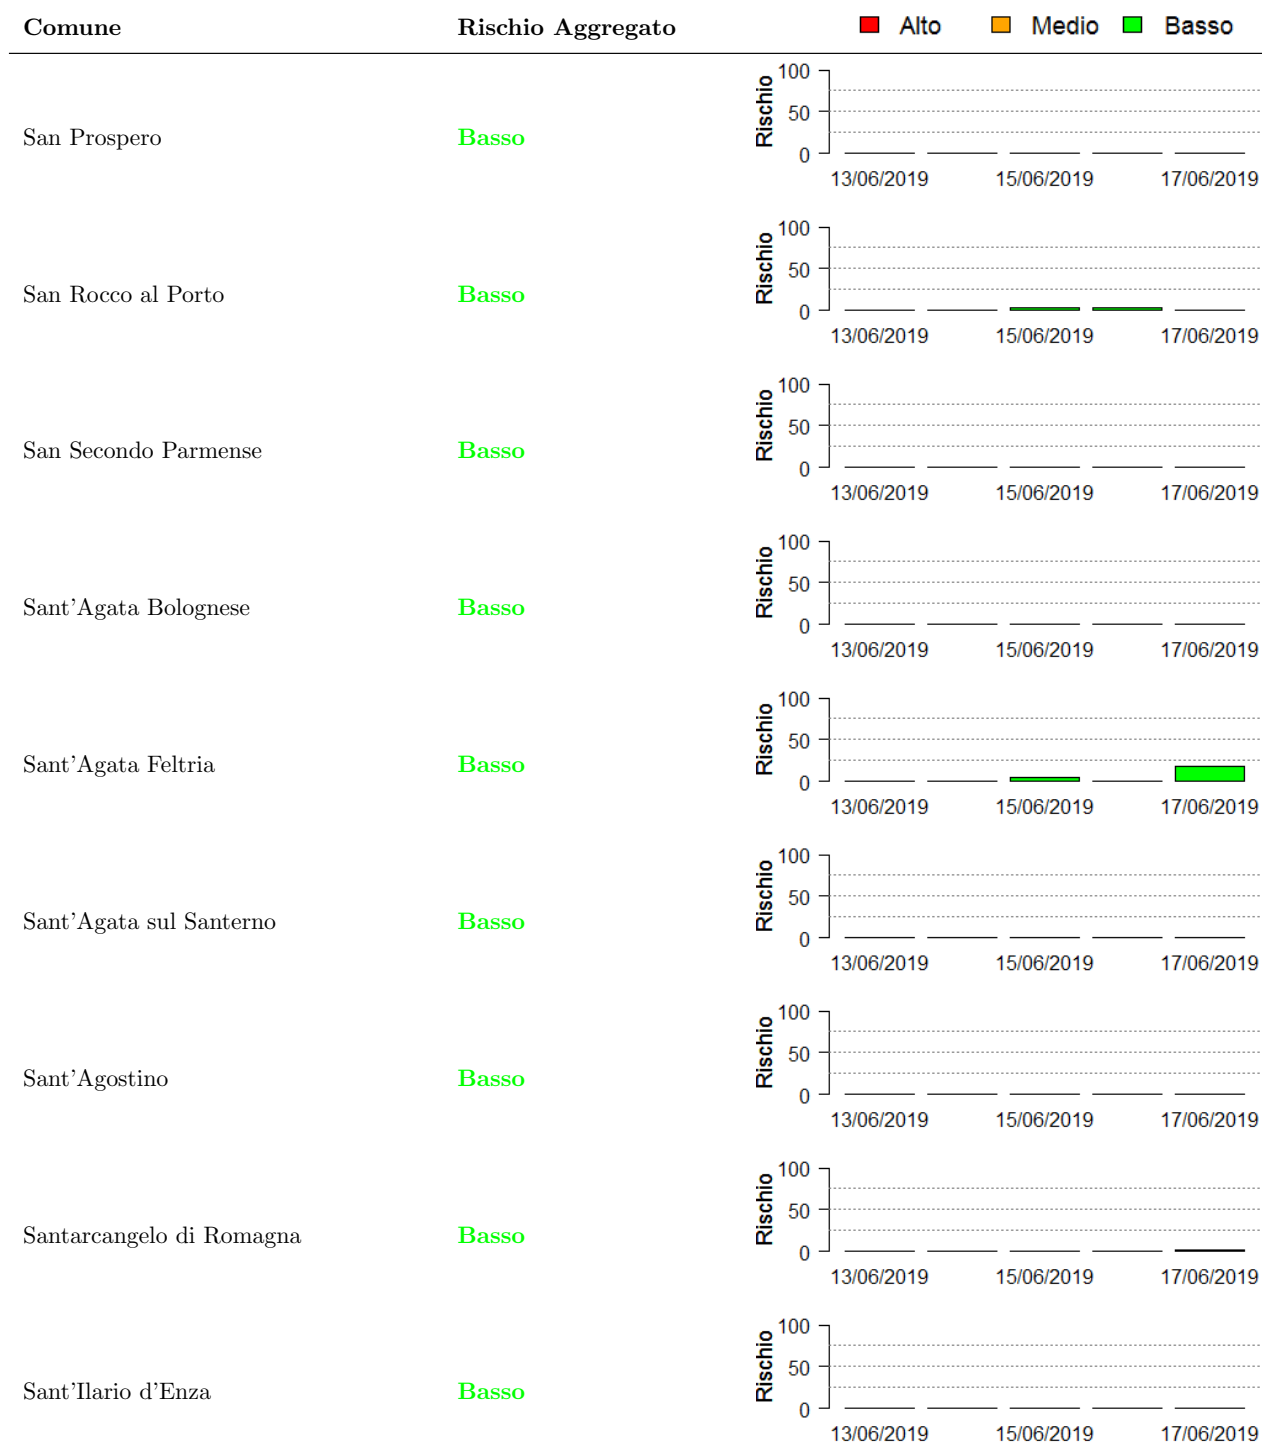 Comune Rischio Aggregato Alto Medio Basso
San Prospero Basso Rischio 100 50 0
13/06/2019 15/06/2019 17/06/2019
San Rocco al Porto Basso Rischio 100 50 0
13/06/2019 15/06/2019 17/06/2019
San Secondo Parmense Basso Rischio 100 50 0
13/06/2019 15/06/2019 17/06/2019
Sant'Agata Bolognese Basso Rischio 100 50 0
13/06/2019 15/06/2019 17/06/2019
Sant'Agata Feltria Basso Rischio 100 50 0
13/06/2019 15/06/2019 17/06/2019
Sant'Agata sul Santerno Basso Rischio 100 50 0
13/06/2019 15/06/2019 17/06/2019
Sant'Agostino Basso Rischio 100 50 0
13/06/2019 15/06/2019 17/06/2019
Santarcangelo di Romagna Basso Rischio 100 50 0
13/06/2019 15/06/2019 17/06/2019
Sant'Ilario d'Enza Basso Rischio 100 50 0
13/06/2019 15/06/2019 17/06/2019